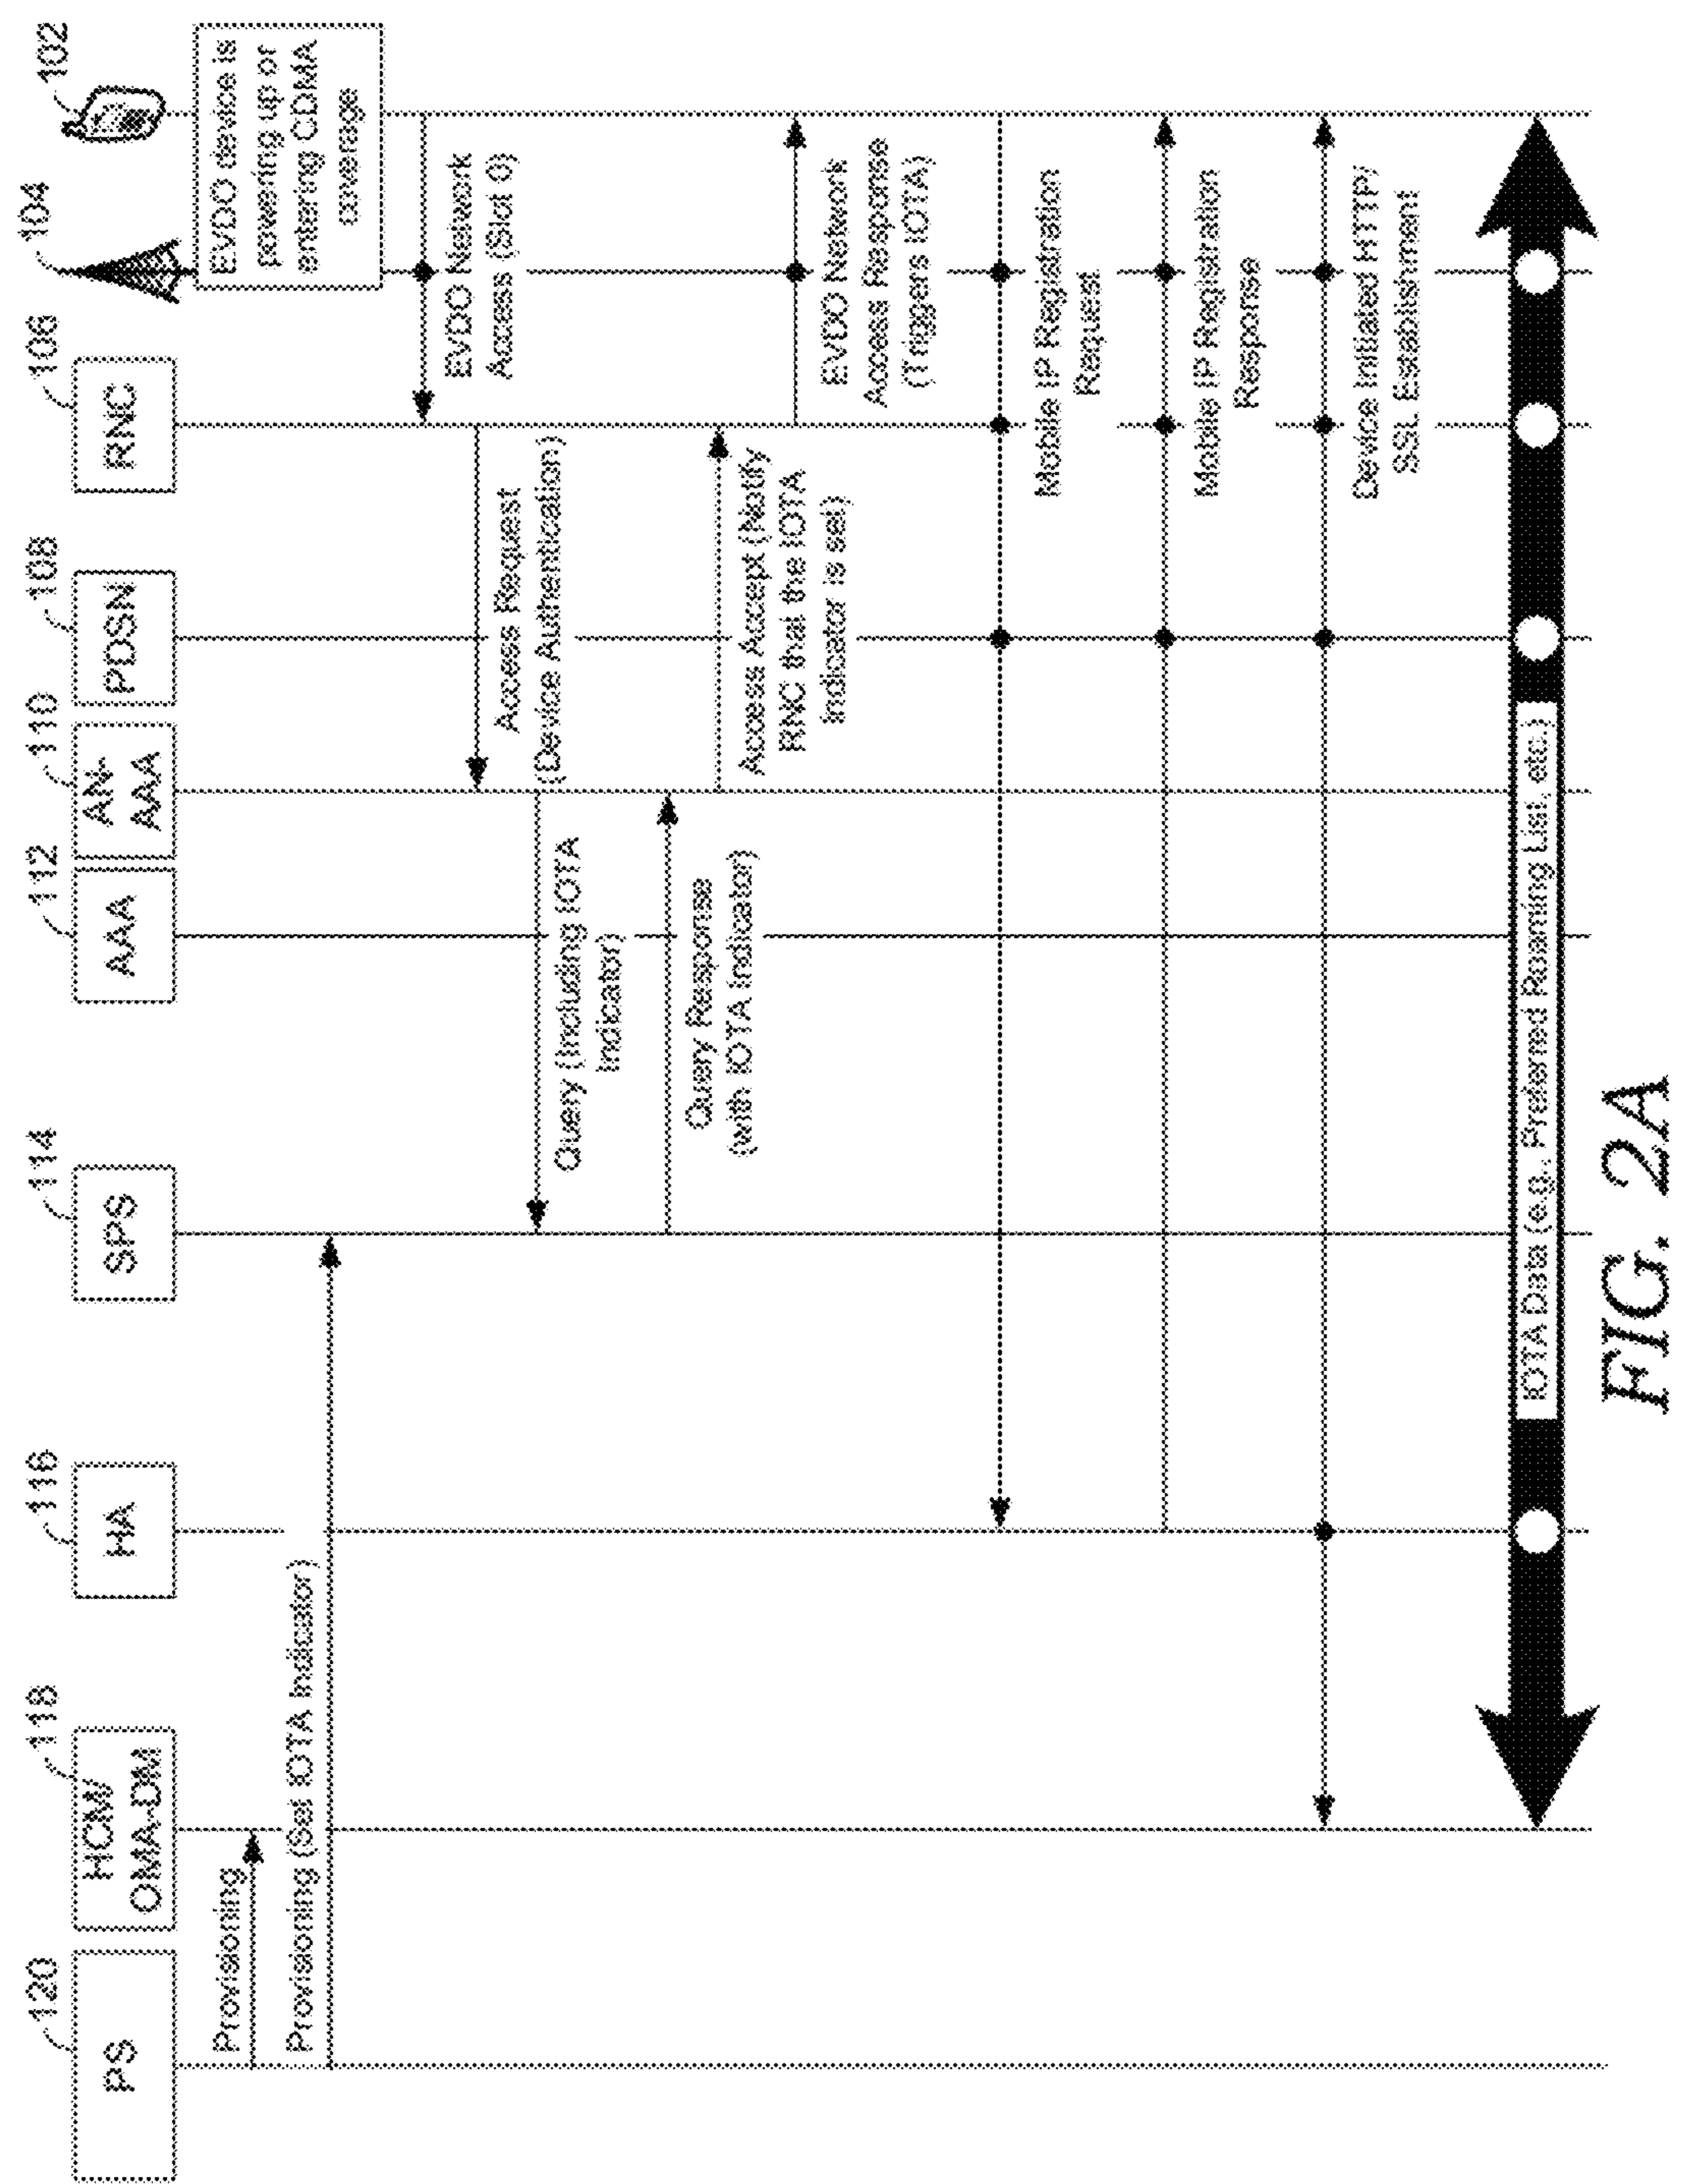 120
PS
118
HCM/
OMA-DM
116
HA
114
SPS
112
AAA
110
AN-
AAA
108
PDSN
106
RNC
104
102
EVDO device is
powering up or
entering CDMA
coverage
Provisioning
Provisioning (Set IOTA Indicator)
EVDO Network
Access (Slot 0)
Access Request
(Device Authentication)
Query (Including IOTA
Indicator)
Query Response
(with IOTA Indicator)
Access Accept (Notify
RNC that the IOTA
Indicator is set)
EVDO Network
Access Response
(Triggers IOTA)
Mobile IP Registration
Request
Mobile IP Registration
Response
Device Initiated HTTP/
SSL Establishment
IOTA Data (e.g., Preferred Roaming List, etc.)
FIG. 2A